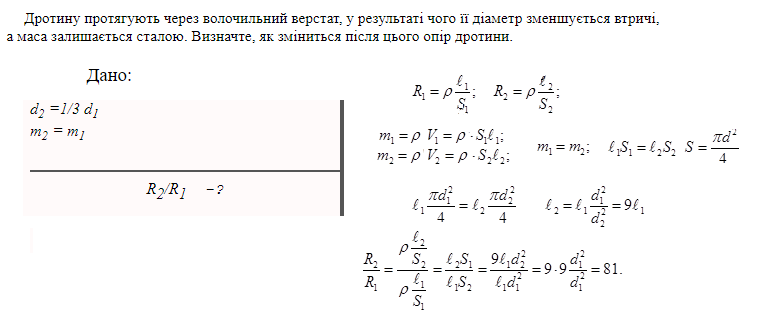 Дротину протягують через волочильний верстат, у результаті чого її діаметр зменшується втричі,
а маса залишається сталою. Визначте, як зміниться після цього опір дротини.
Дано:
d₂ =1/3 d₁
m₂ = m₁
R₂/R₁ – ?
R₁ = ρ ℓ₁/S₁; R₂ = ρ ℓ₂/S₂;
m₁ = ρ V₁ = ρ · S₁ℓ₁;
m₂ = ρ V₂ = ρ · S₂ℓ₂;
m₁ = m₂; ℓ₁S₁ = ℓ₂S₂ S = πd²/4
ℓ₁ πd₁²/4 = ℓ₂ πd₂²/4 ℓ₂ = ℓ₁ d₁²/d₂² = 9ℓ₁
R₂/R₁ = (ρ ℓ₂/S₂)/(ρ ℓ₁/S₁) = ℓ₂S₁/ℓ₁S₂ = 9ℓ₁d₂²/ℓ₁d₁² = 9·9 d₁²/d₁² = 81.